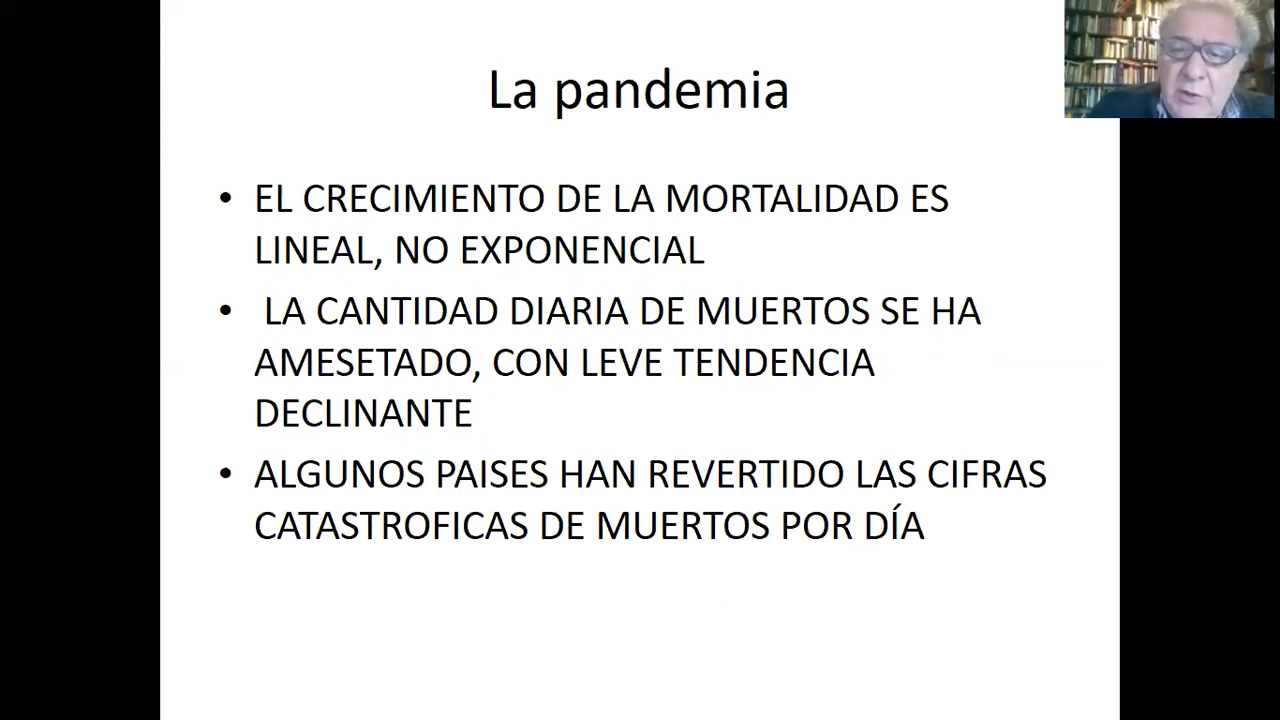 La pandemia
• EL CRECIMIENTO DE LA MORTALIDAD ES
LINEAL, NO EXPONENCIAL
• LA CANTIDAD DIARIA DE MUERTOS SE HA
AMESETADO, CON LEVE TENDENCIA
DECLINANTE
• ALGUNOS PAISES HAN REVERTIDO LAS CIFRAS
CATASTROFICAS DE MUERTOS POR DÍA